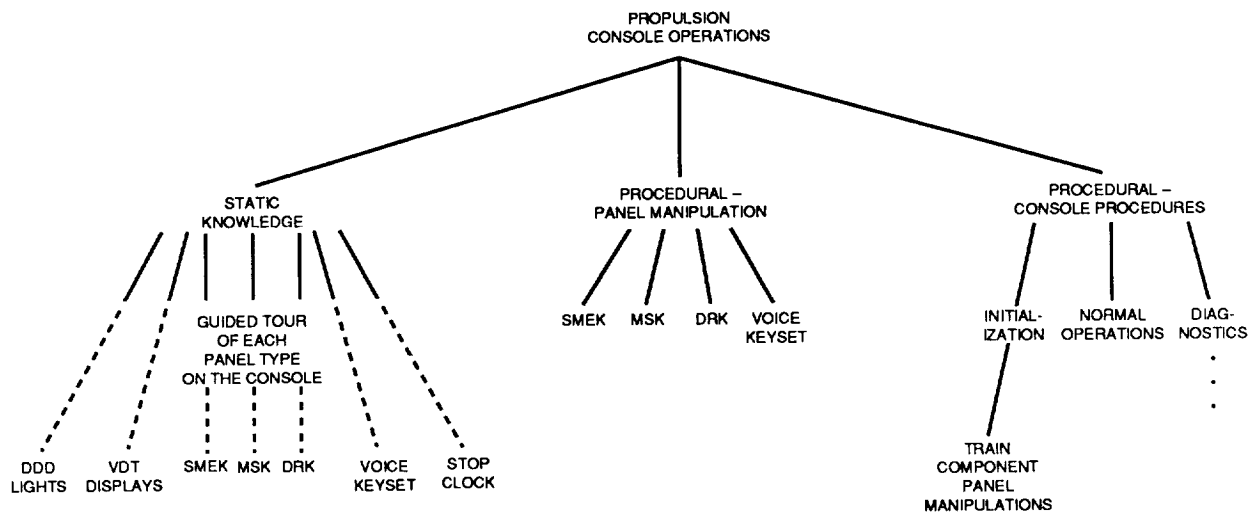 PROPULSION
CONSOLE OPERATIONS
STATIC
KNOWLEDGE
PROCEDURAL –
PANEL MANIPULATION
PROCEDURAL –
CONSOLE PROCEDURES
GUIDED TOUR
OF EACH
PANEL TYPE
ON THE CONSOLE
SMEK
MSK
DRK
VOICE
KEYSET
INITIAL-
IZATION
NORMAL
OPERATIONS
DIAG-
NOSTICS
DDD
LIGHTS
VDT
DISPLAYS
SMEK
MSK
DRK
VOICE
KEYSET
STOP
CLOCK
TRAIN
COMPONENT
PANEL
MANIPULATIONS